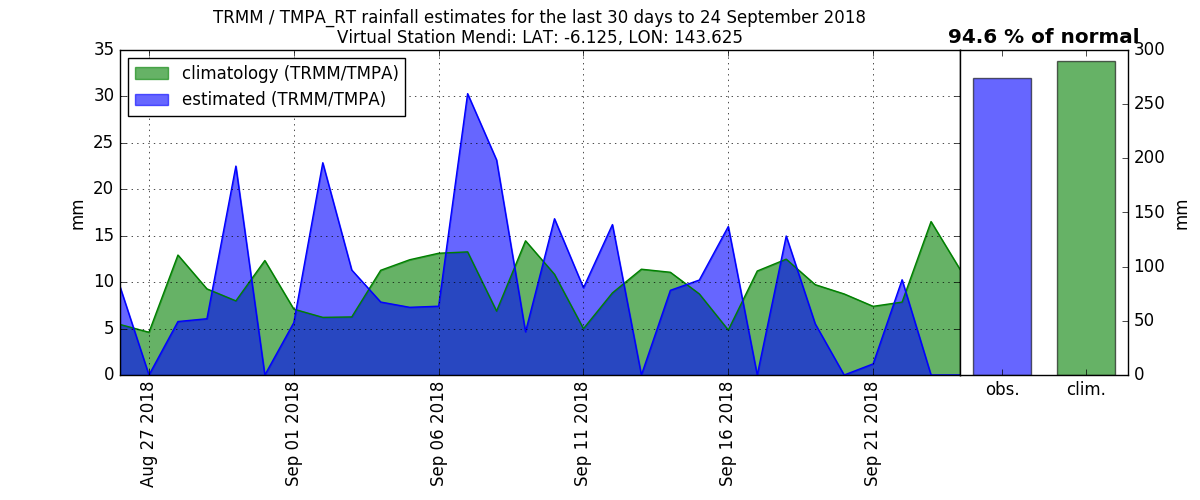 TRMM / TMPA_RT rainfall estimates for the last 30 days to 24 September 2018
Virtual Station Mendi: LAT: -6.125, LON: 143.625
94.6 % of normal
climatology (TRMM/TMPA)
estimated (TRMM/TMPA)
35
30
25
20
15
10
5
0
mm
Aug 27 2018
Sep 01 2018
Sep 06 2018
Sep 11 2018
Sep 16 2018
Sep 21 2018
300
250
200
150
100
50
0
mm
obs.
clim.